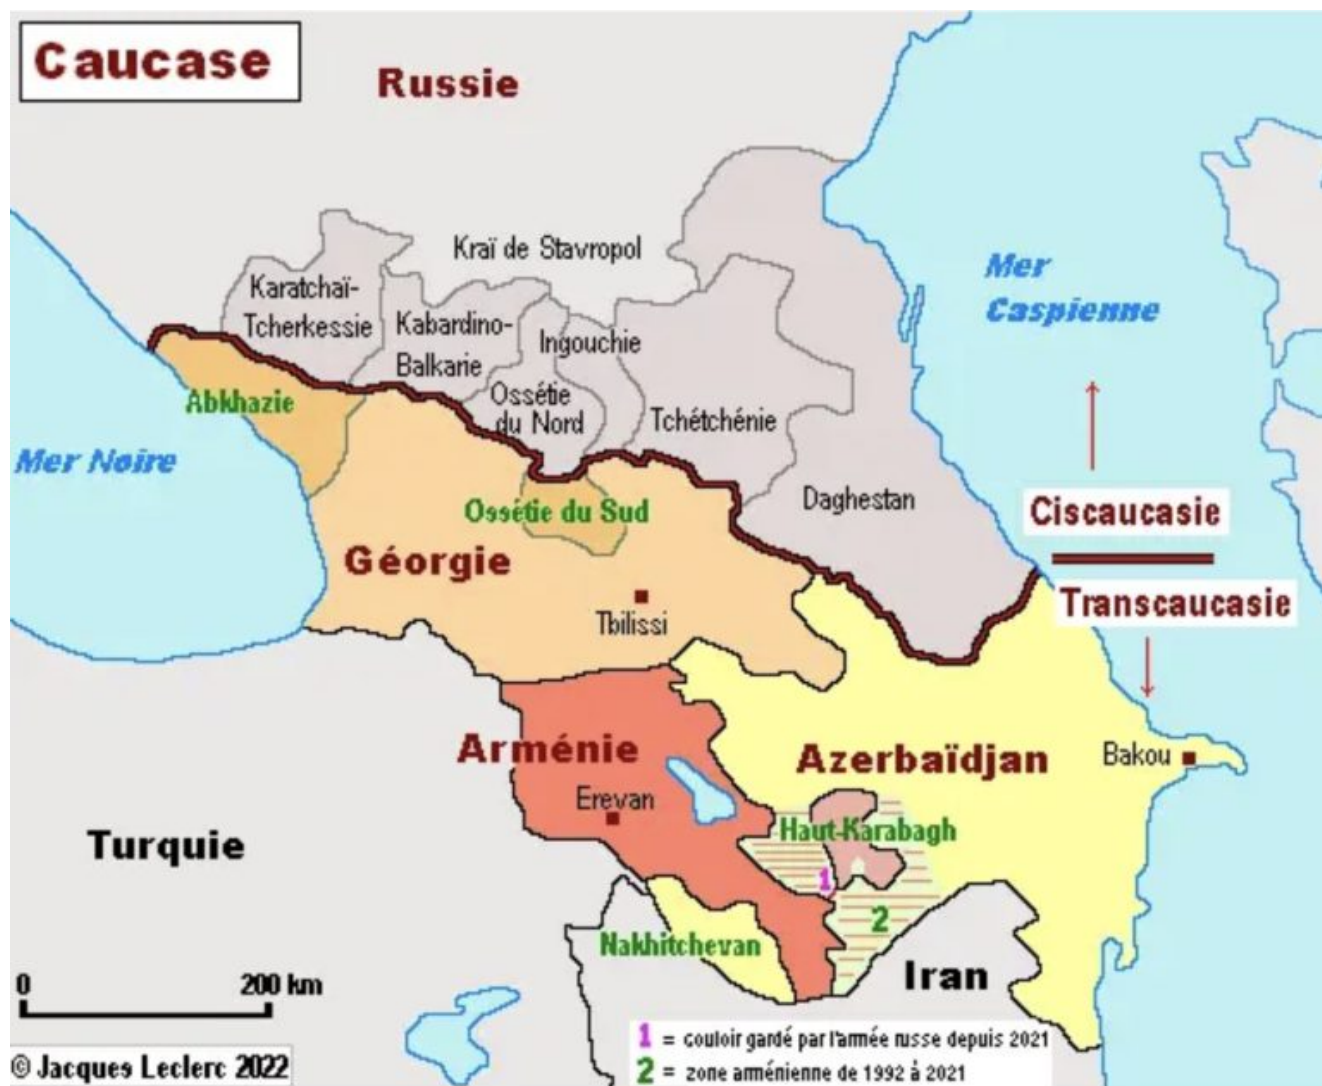 Caucase
Russie
Kraï de Stavropol
Karatchaï-
Tcherkessie
Kabardino-
Balkarie
Ingouchie
Ossétie
du Nord
Tchétchénie
Daghestan
Mer
Caspienne
Abkhazie
Mer Noire
Ossétie du Sud
Géorgie
Tbilissi
Ciscaucasie
Transcaucasie
Arménie
Erevan
Azerbaïdjan
Bakou
Haut-Karabagh
1
2
Turquie
Nakhitchevan
Iran
0 200 km
1 = couloir gardé par l'armée russe depuis 2021
2 = zone arménienne de 1992 à 2021
© Jacques Leclerc 2022